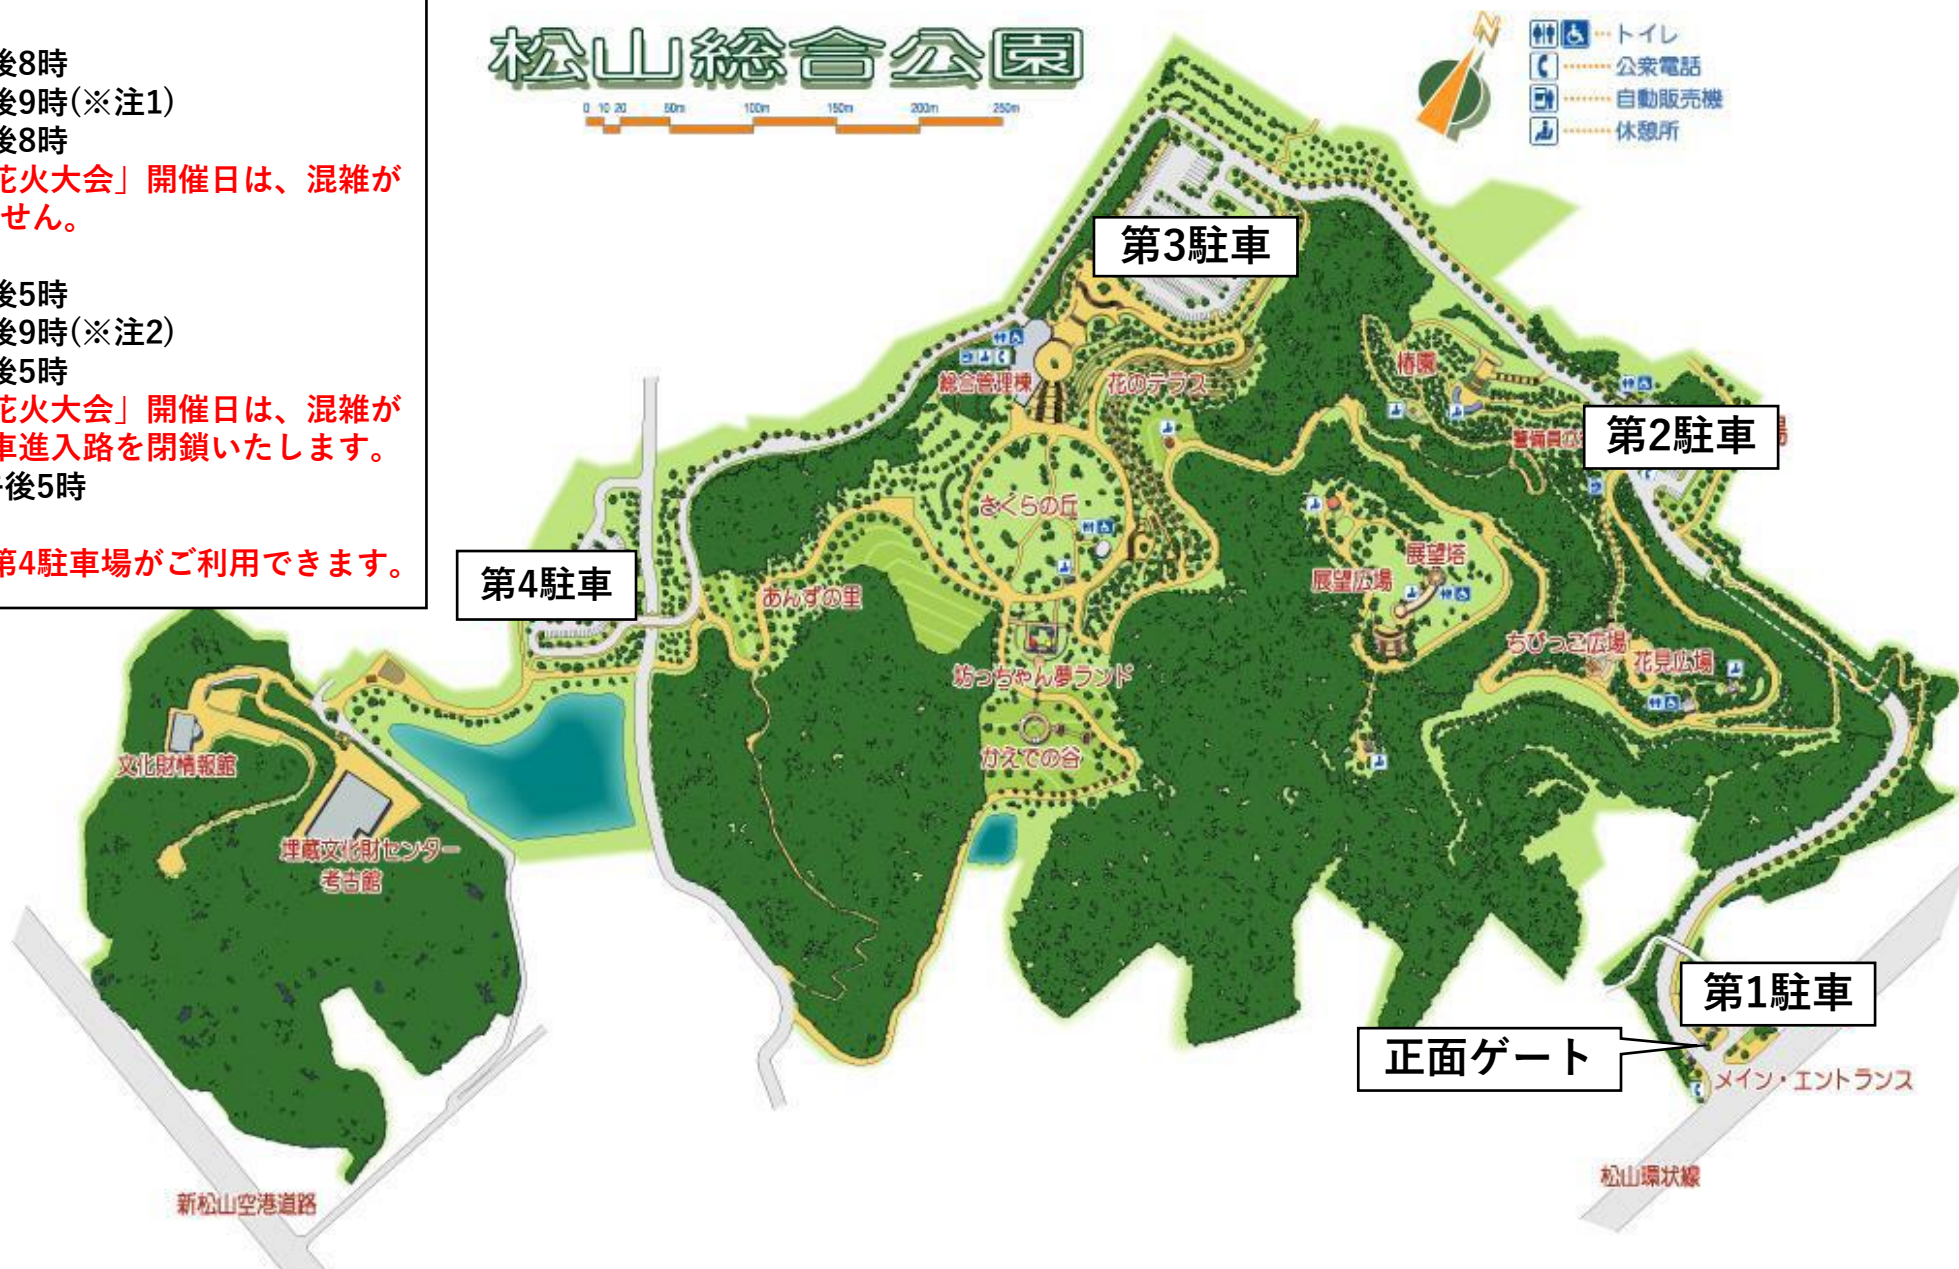 後8時
後9時(※注1)
後8時
花火大会」開催日は、混雑が
せん。
後5時
後9時(※注2)
後5時
花火大会」開催日は、混雑が
車進入路を閉鎖いたします。
午後5時
第4駐車場がご利用できます。
松山総合公園
0 10 20 50m 100m 150m 200m 250m
N
トイレ
公衆電話
自動販売機
休憩所
第3駐車
総合管理棟
花のテラス
椿園
警備員
第2駐車
場
さくらの丘
展望塔
展望広場
第4駐車
あんずの里
ちびっこ広場
花見広場
坊っちゃん夢ランド
かえでの谷
文化財情報館
埋蔵文化財センター
考古館
第1駐車
正面ゲート
メイン・エントランス
松山環状線
新松山空港道路